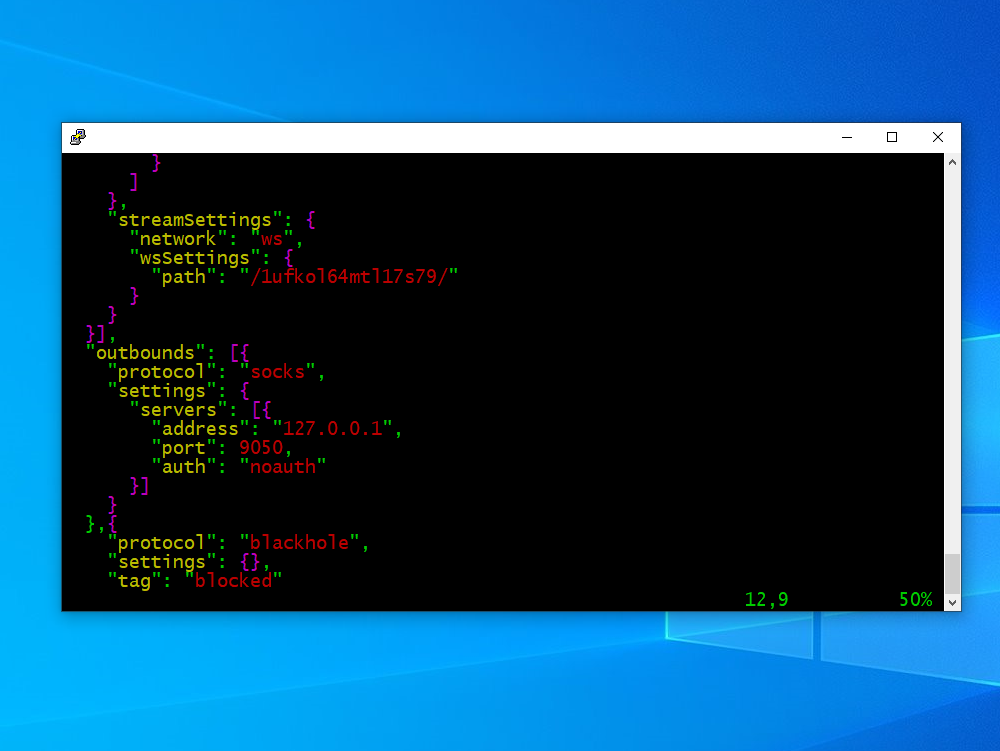 }
      ]
    },
    "streamSettings": {
      "network": "ws",
      "wsSettings": {
        "path": "/1ufkol64mtl17s79/"
      }
    }
  }],
  "outbounds": [{
    "protocol": "socks",
    "settings": {
      "servers": [{
        "address": "127.0.0.1",
        "port": 9050,
        "auth": "noauth"
      }]
    }
  },{
    "protocol": "blackhole",
    "settings": {},
    "tag": "blocked"
12,9 50%